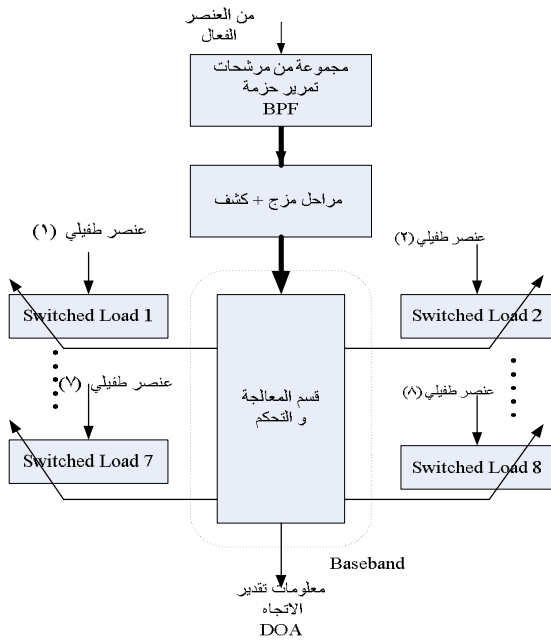 من العنصر
الفعال
مجموعة من مرشحات
تمرير حزمة
BPF
مراحل مزج + كشف
عنصر طفيلي (١)
عنصر طفيلي (٢)
Switched Load 1
Switched Load 2
عنصر طفيلي (٧)
عنصر طفيلي (٨)
قسم المعالجة
و التحكم
Switched Load 7
Switched Load 8
Baseband
معلومات تقدير
الاتجاه
DOA